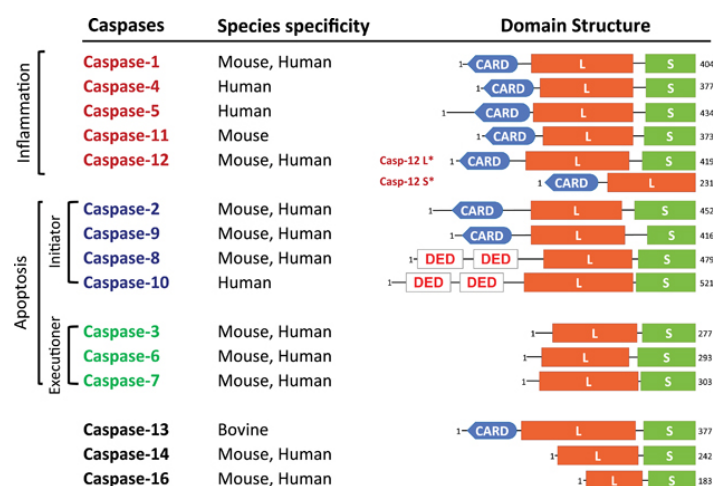 Caspases Species specificity Domain Structure
Inflammation
Caspase-1 Mouse, Human 1 CARD L S 404
Caspase-4 Human 1 CARD L S 377
Caspase-5 Human 1 CARD L S 434
Caspase-11 Mouse 1 CARD L S 373
Caspase-12 Mouse, Human Casp-12 L* 1 CARD L S 419
Casp-12 S* 1 CARD L 231
Apoptosis
Initiator
Caspase-2 Mouse, Human 1 CARD L S 452
Caspase-9 Mouse, Human 1 CARD L S 416
Caspase-8 Mouse, Human 1 DED DED L S 479
Caspase-10 Human 1 DED DED L S 521
Executioner
Caspase-3 Mouse, Human 1 L S 277
Caspase-6 Mouse, Human 1 L S 293
Caspase-7 Mouse, Human 1 L S 303
Caspase-13 Bovine 1 CARD L S 377
Caspase-14 Mouse, Human 1 L S 242
Caspase-16 Mouse, Human 1 L S 183